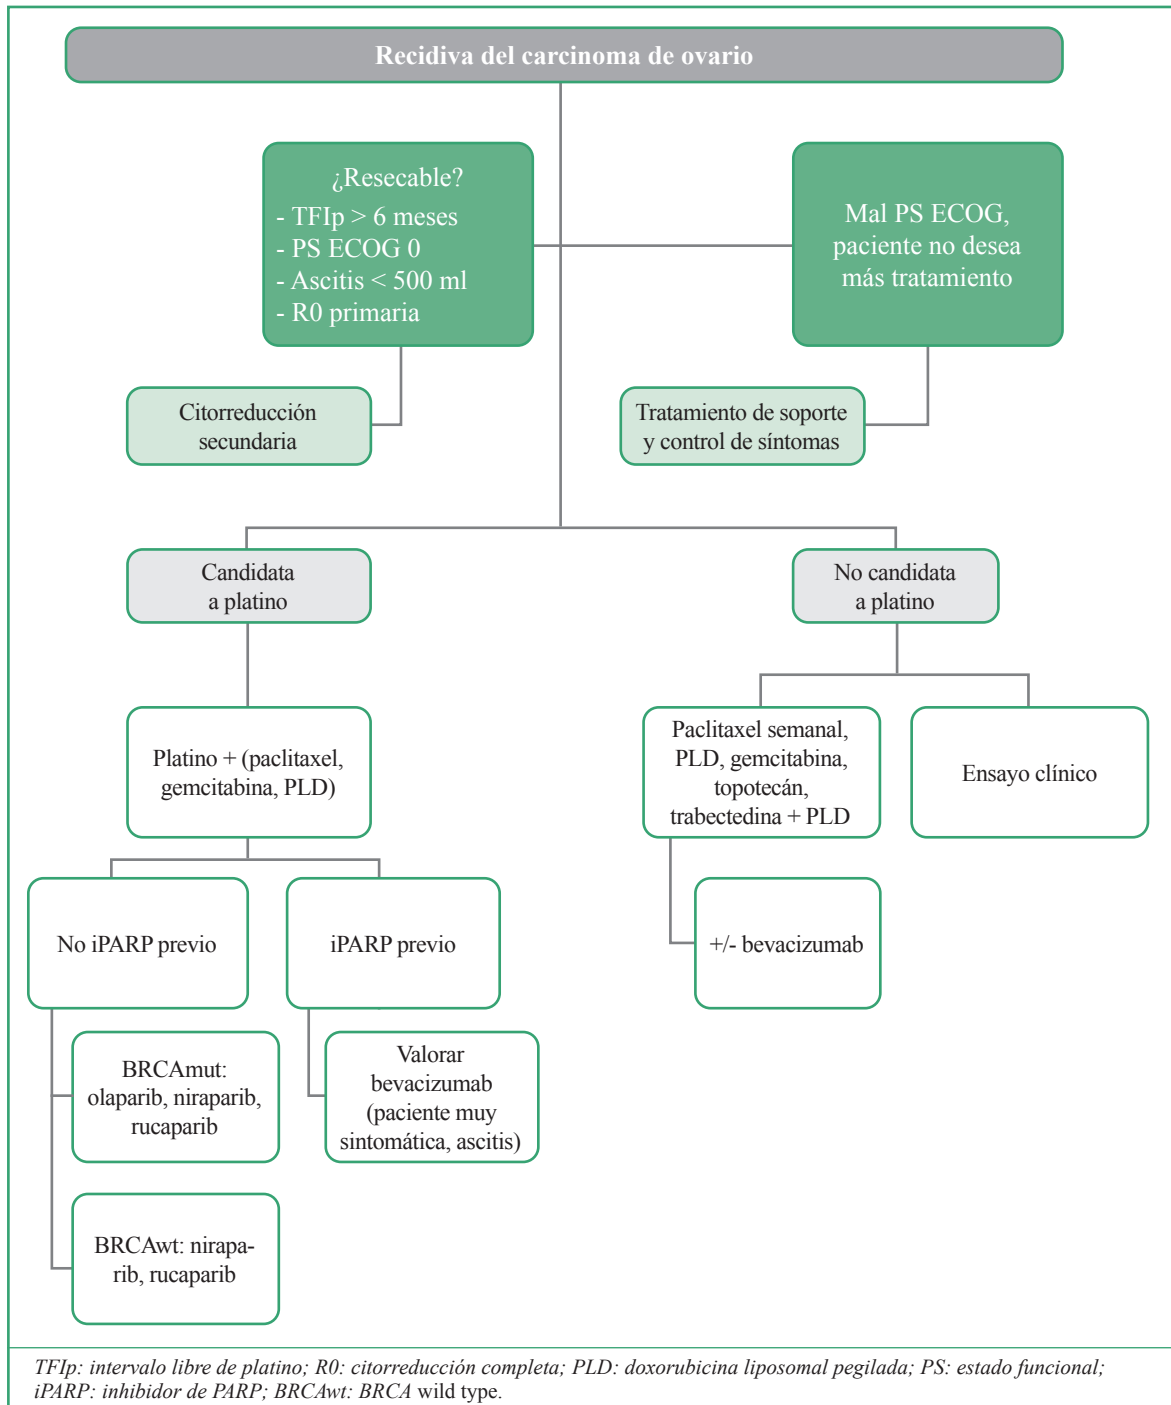 Recidiva del carcinoma de ovario
¿Resecable?
- TFIp > 6 meses
- PS ECOG 0
- Ascitis < 500 ml
- R0 primaria
Mal PS ECOG,
paciente no desea
más tratamiento
Citorreducción
secundaria
Tratamiento de soporte
y control de síntomas
Candidata
a platino
No candidata
a platino
Platino + (paclitaxel,
gemcitabina, PLD)
Paclitaxel semanal,
PLD, gemcitabina,
topotecán,
trabectedina + PLD
Ensayo clínico
No iPARP previo
iPARP previo
+/- bevacizumab
BRCAmut:
olaparib, niraparib,
rucaparib
Valorar
bevacizumab
(paciente muy
sintomática, ascitis)
BRCAwt: nirapa-
rib, rucaparib
TFIp: intervalo libre de platino; R0: citorreducción completa; PLD: doxorubicina liposomal pegilada; PS: estado funcional;
iPARP: inhibidor de PARP; BRCAwt: BRCA wild type.